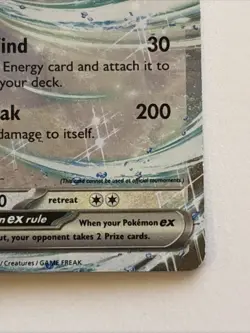 ind 30
Energy card and attach it to
your deck.
ak 200
damage to itself.
(This card cannot be used at official tournaments.)
0 retreat
n ex rule When your Pokémon ex
out, your opponent takes 2 Prize cards.
/ Creatures / GAME FREAK